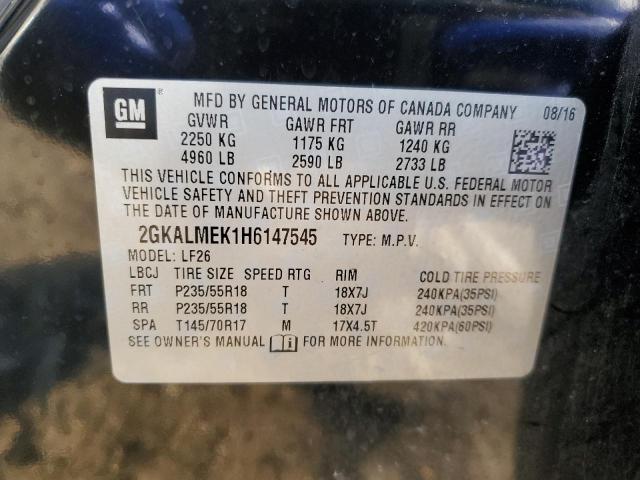 GM
®
MFD BY GENERAL MOTORS OF CANADA COMPANY 08/16
GVWR GAWR FRT GAWR RR
2250 KG 1175 KG 1240 KG
4960 LB 2590 LB 2733 LB
THIS VEHICLE CONFORMS TO ALL APPLICABLE U.S. FEDERAL MOTOR
VEHICLE SAFETY AND THEFT PREVENTION STANDARDS IN EFFECT ON
THE DATE OF MANUFACTURE SHOWN ABOVE.
2GKALMEK1H6147545 TYPE: M.P.V.
MODEL: LF26
LBCJ TIRE SIZE SPEED RTG RIM COLD TIRE PRESSURE
FRT P235/55R18 T 18X7J 240KPA(35PSI)
RR P235/55R18 T 18X7J 240KPA(35PSI)
SPA T145/70R17 M 17X4.5T 420KPA(60PSI)
SEE OWNER'S MANUAL i FOR MORE INFORMATION.